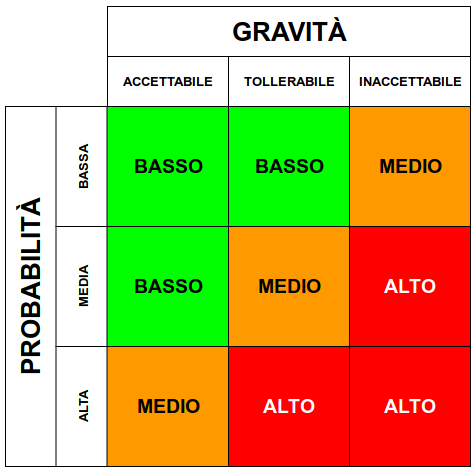 GRAVITÀ
ACCETTABILE TOLLERABILE INACCETTABILE
PROBABILITÀ
BASSA
BASSO BASSO MEDIO
MEDIA
BASSO MEDIO ALTO
ALTA
MEDIO ALTO ALTO